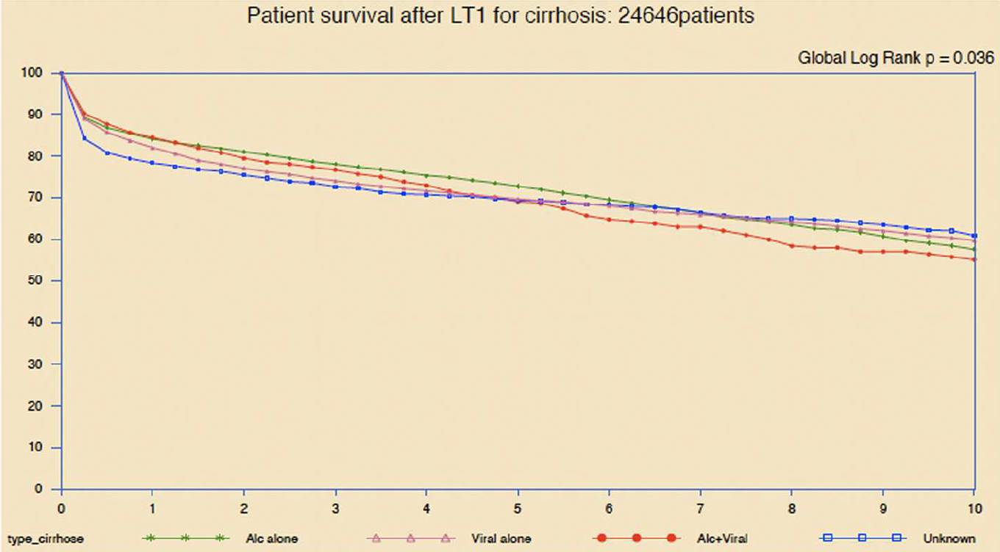 Patient survival after LT1 for cirrhosis: 24646patients
Global Log Rank p = 0.036
100
90
80
70
60
50
40
30
20
10
0
0 1 2 3 4 5 6 7 8 9 10
type_cirrhose Alc alone Viral alone Alc+Viral Unknown